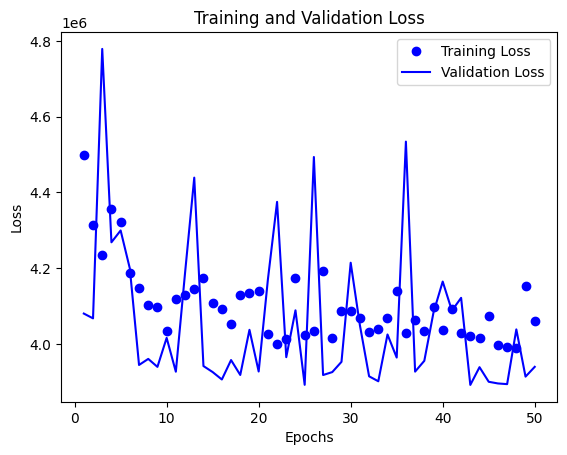 Training and Validation Loss
1e6
Training Loss
Validation Loss
4.8
4.6
4.4
4.2
4.0
Loss
0
10
20
30
40
50
Epochs